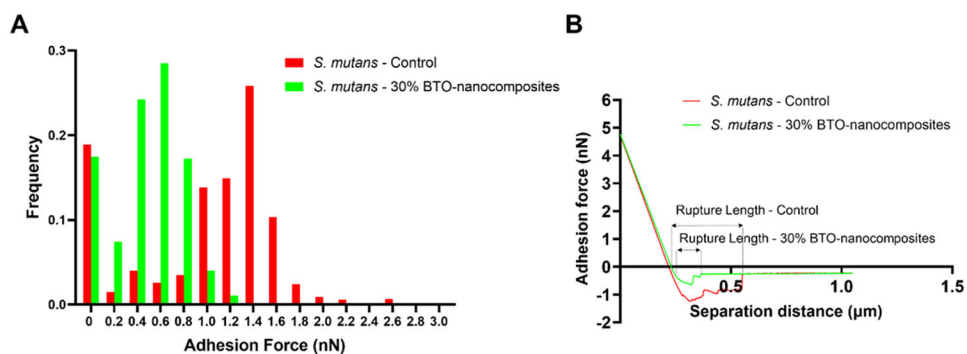 A
0.3
0.2
0.1
0.0
Frequency
S. mutans - Control
S. mutans - 30% BTO-nanocomposites
0 0.2 0.4 0.6 0.8 1.0 1.2 1.4 1.6 1.8 2.0 2.2 2.4 2.6 2.8 3.0
Adhesion Force (nN)
B
6
5
4
3
2
1
0
-1
-2
Adhesion force (nN)
S. mutans - Control
S. mutans - 30% BTO-nanocomposites
Rupture Length - Control
Rupture Length - 30% BTO-nanocomposites
0.5 1.0 1.5
Separation distance (μm)